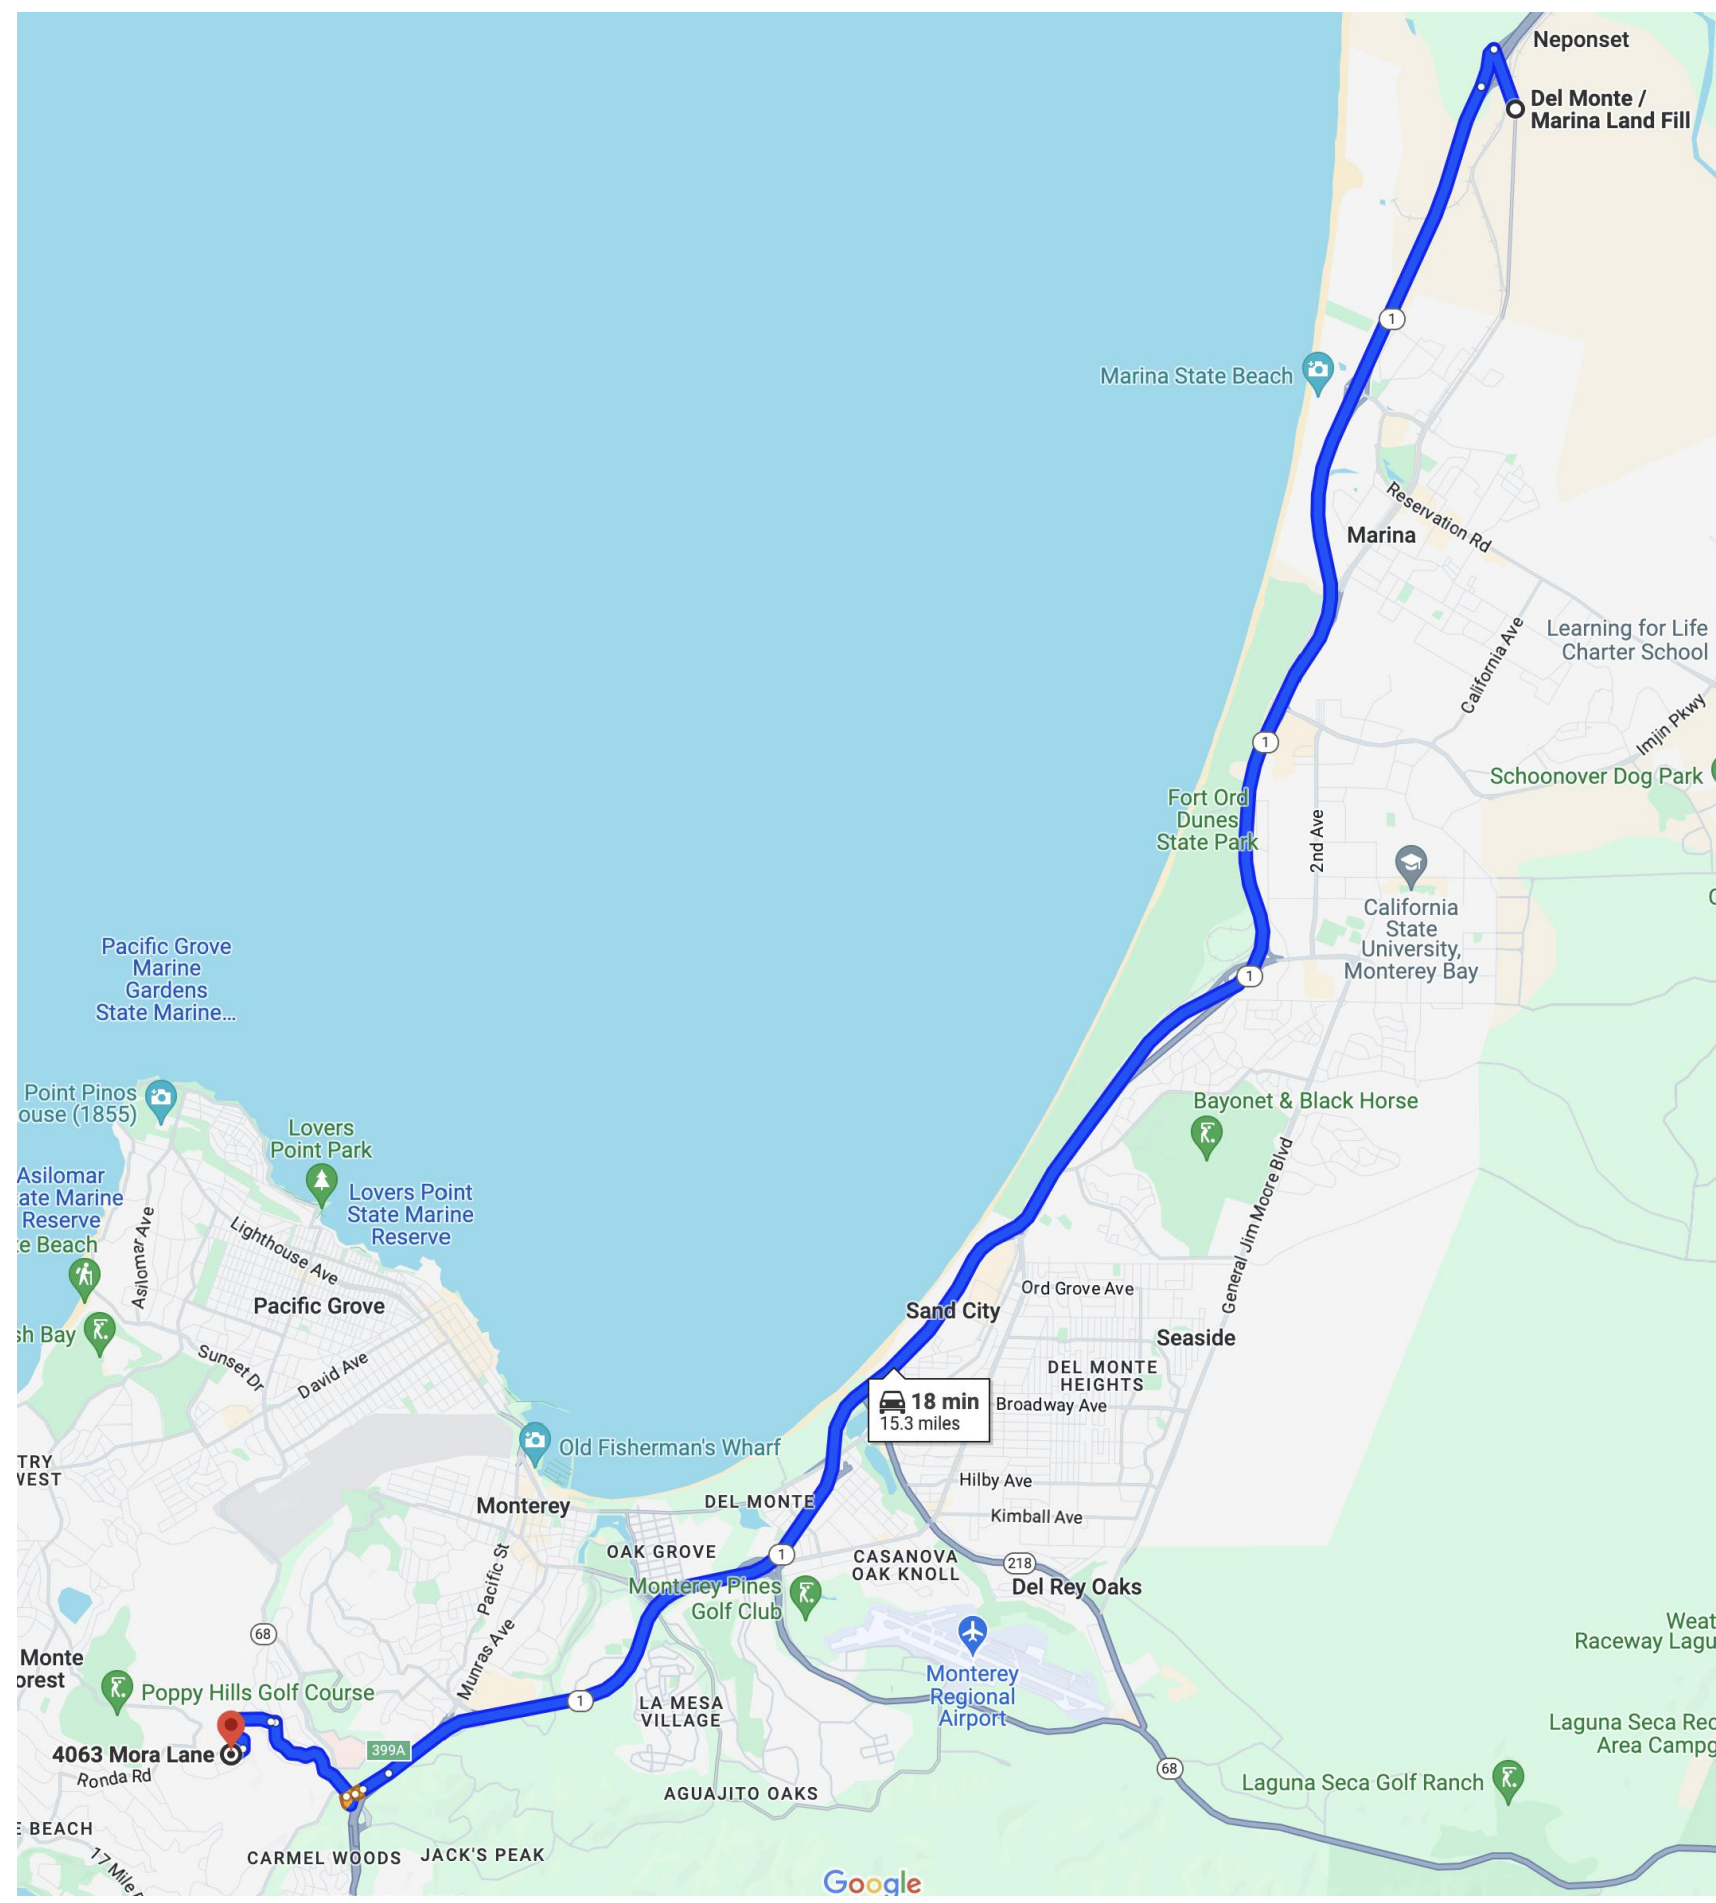 Neponset
Del Monte /
Marina Land Fill
1
Marina State Beach
Reservation Rd
Marina
California Ave
Learning for Life
Charter School
Imjin Pkwy
1
Schoonover Dog Park
Fort Ord
Dunes
State Park
2nd Ave
California
State
University,
Monterey Bay
Pacific Grove
Marine
Gardens
State Marine...
1
Point Pinos
ouse (1855)
Lovers
Point Park
Bayonet & Black Horse
Asilomar
ate Marine
Reserve
Lovers Point
State Marine
Reserve
General Jim Moore Blvd
te Beach
Asilomar Ave
Lighthouse Ave
Pacific Grove
Ord Grove Ave
Sand City
Seaside
sh Bay
Sunset Dr
David Ave
DEL MONTE
HEIGHTS
18 min
15.3 miles
Broadway Ave
Old Fisherman's Wharf
TRY
WEST
Hilby Ave
Monterey
DEL MONTE
Kimball Ave
Pacific St
OAK GROVE
1
CASANOVA
OAK KNOLL
218
Del Rey Oaks
Monterey Pines
Golf Club
68
Munras Ave
Weat
Raceway Lagu
Monte
orest
Monterey
Regional
Airport
Poppy Hills Golf Course
1
LA MESA
VILLAGE
Laguna Seca Rec
Area Campg
399A
4063 Mora Lane
Ronda Rd
68
Laguna Seca Golf Ranch
AGUAJITO OAKS
E BEACH
17 Mile
CARMEL WOODS
JACK'S PEAK
Google